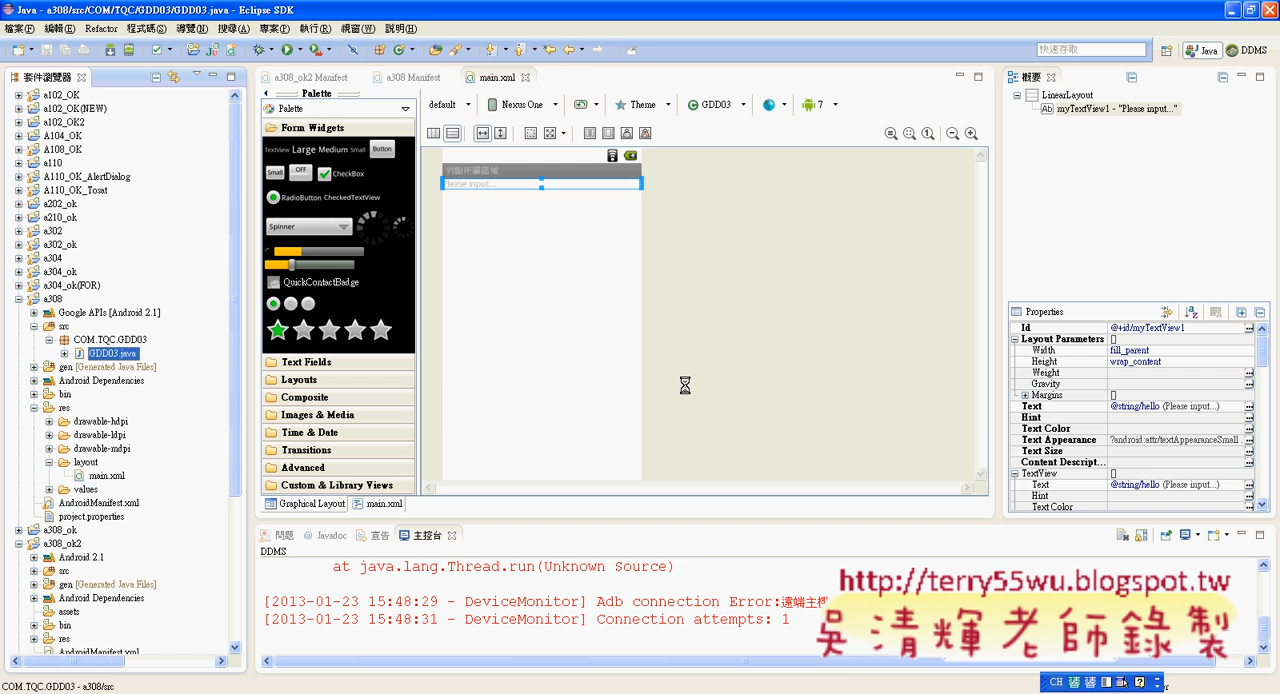 Java - a308/src/COM/TQC/GDD03/GDD03.java - Eclipse SDK
檔案(F) 編輯(E) Refactor 程式碼(S) 導覽(N) 搜尋(A) 專案(P) 執行(R) 視窗(W) 說明(H)
快速存取
Java
DDMS
套件瀏覽器
a102_OK
a102_OK(NEW)
a102_OK2
A104_OK
A108_OK
a110
A110_OK_AlertDialog
A110_OK_Tosat
a202_ok
a210_ok
a302
a302_ok
a304
a304_ok
a304_ok(FOR)
a308
Google APIs [Android 2.1]
src
COM.TQC.GDD03
GDD03.java
gen [Generated Java Files]
Android Dependencies
bin
res
drawable-hdpi
drawable-ldpi
drawable-mdpi
layout
main.xml
values
AndroidManifest.xml
project.properties
a308_ok
a308_ok2
Android 2.1
src
gen [Generated Java Files]
Android Dependencies
assets
bin
res
AndroidManifest.xml
a308_ok2 Manifest
a308 Manifest
main.xml
Palette
Palette
Form Widgets
TextView Large Medium Small Button
Small OFF CheckBox
RadioButton CheckedTextView
Spinner
QuickContactBadge
Text Fields
Layouts
Composite
Images & Media
Time & Date
Transitions
Advanced
Custom & Library Views
default Nexus One Theme GDD03 7
判斷所屬區域
Please input...
Graphical Layout main.xml
概要
LinearLayout
Ab myTextView1 - "Please input..."
Properties
Id @+id/myTextView1
Layout Parameters []
Width fill_parent
Height wrap_content
Weight
Gravity
Margins []
Text @string/hello (Please input...)
Hint
Text Color
Text Appearance ?android:attr/textAppearanceSmall...
Text Size
Content Descript...
TextView []
Text @string/hello (Please input...)
Hint
Text Color
問題 @ Javadoc 宣告 主控台
DDMS
at java.lang.Thread.run(Unknown Source)
[2013-01-23 15:48:29 - DeviceMonitor] Adb connection Error:遠端主機
[2013-01-23 15:48:31 - DeviceMonitor] Connection attempts: 1
http://terry55wu.blogspot.tw
吳清輝老師錄製
COM.TQC.GDD03 - a308/src
CH